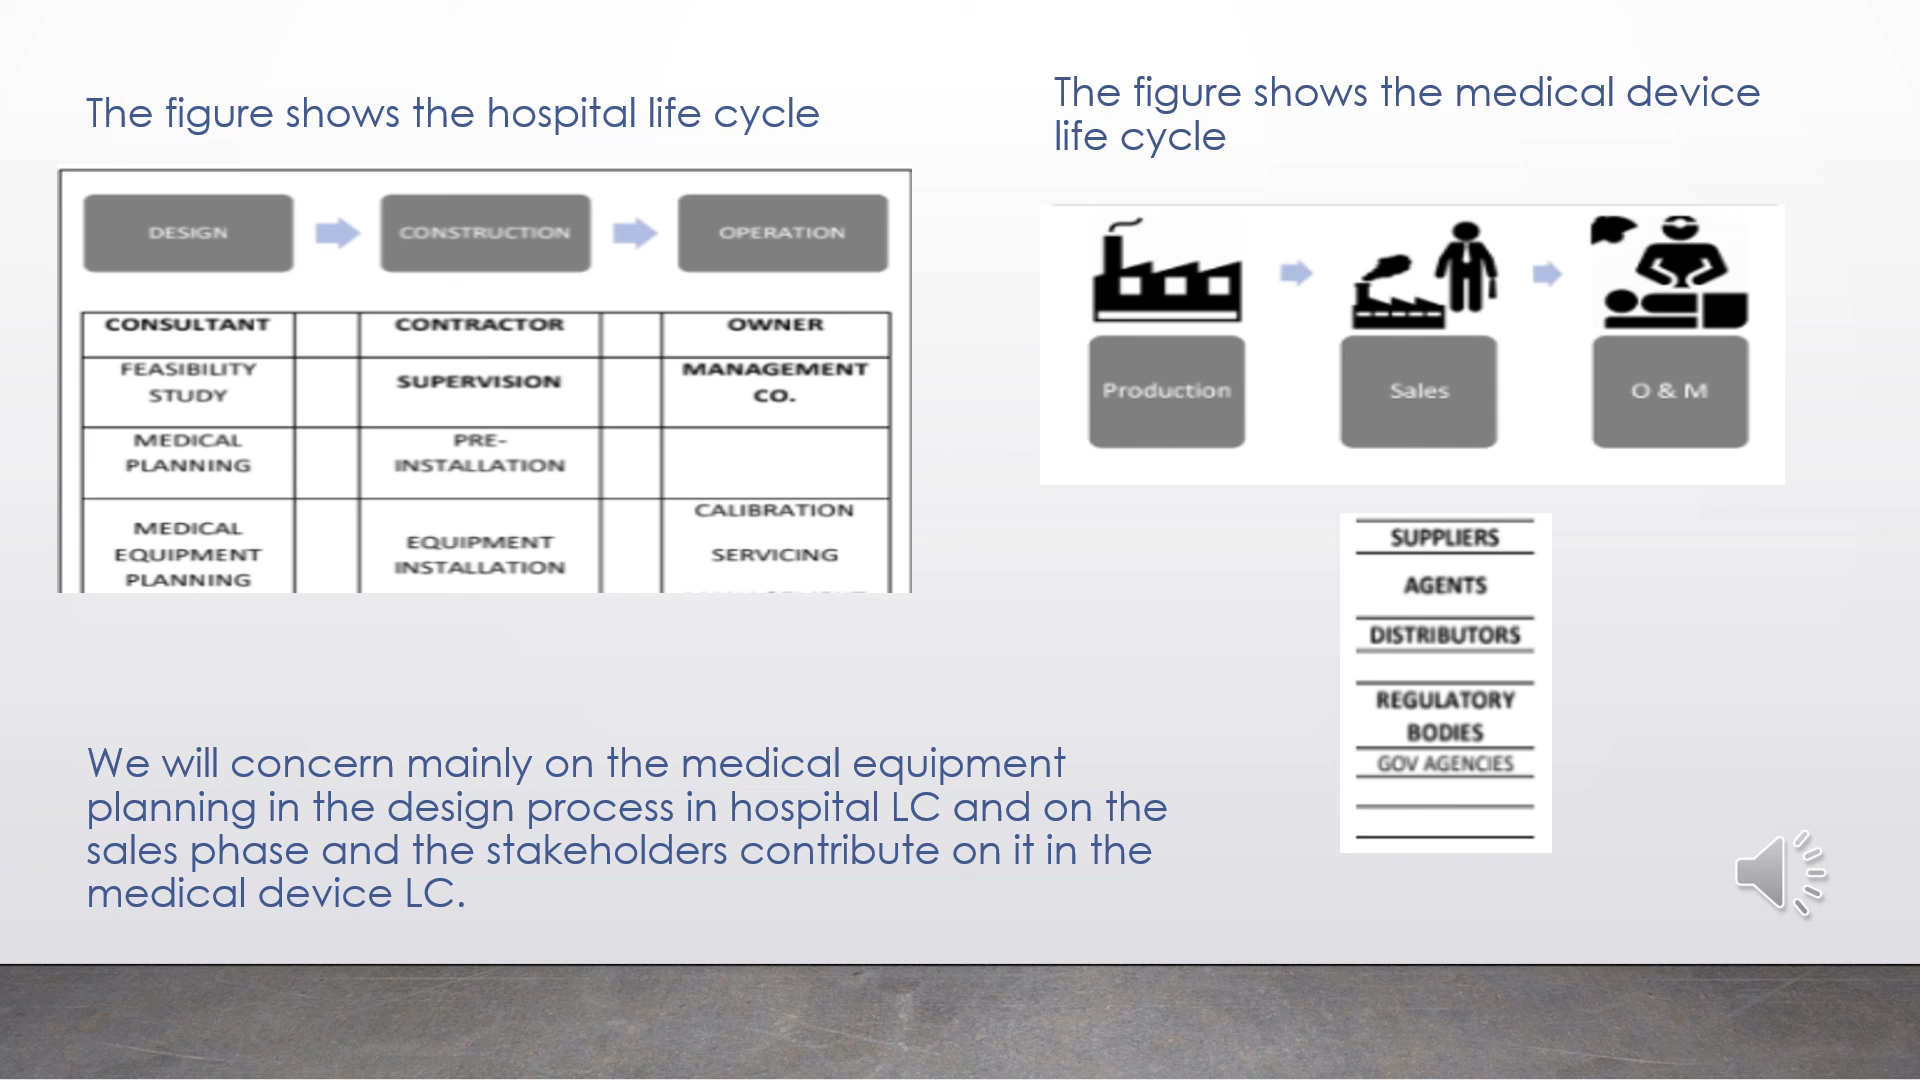 The figure shows the hospital life cycle
DESIGN
CONSTRUCTION
OPERATION
CONSULTANT
CONTRACTOR
OWNER
FEASIBILITY
STUDY
SUPERVISION
MANAGEMENT
CO.
MEDICAL
PLANNING
PRE-
INSTALLATION
MEDICAL
EQUIPMENT
PLANNING
EQUIPMENT
INSTALLATION
CALIBRATION
SERVICING
The figure shows the medical device
life cycle
Production
Sales
O & M
SUPPLIERS
AGENTS
DISTRIBUTORS
REGULATORY
BODIES
GOV AGENCIES
We will concern mainly on the medical equipment
planning in the design process in hospital LC and on the
sales phase and the stakeholders contribute on it in the
medical device LC.